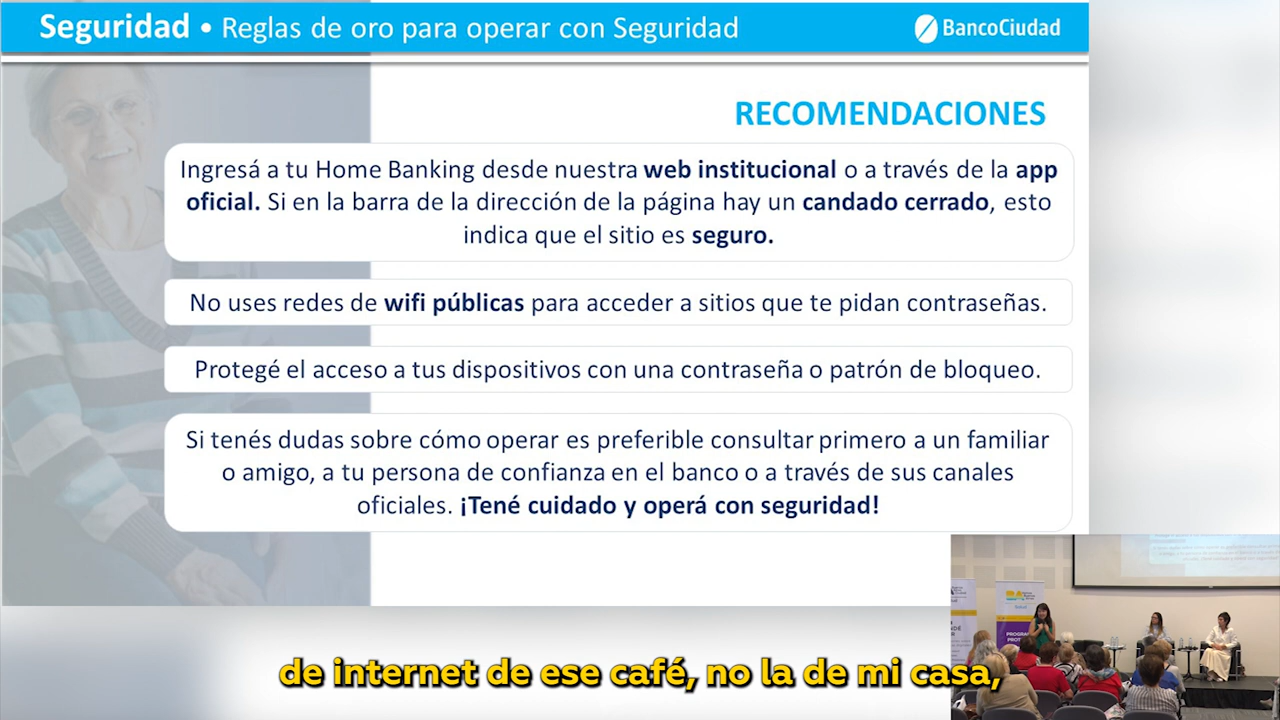 Seguridad • Reglas de oro para operar con Seguridad
BancoCiudad
RECOMENDACIONES
Ingresá a tu Home Banking desde nuestra web institucional o a través de la app
oficial. Si en la barra de la dirección de la página hay un candado cerrado, esto
indica que el sitio es seguro.
No uses redes de wifi públicas para acceder a sitios que te pidan contraseñas.
Protegé el acceso a tus dispositivos con una contraseña o patrón de bloqueo.
Si tenés dudas sobre cómo operar es preferible consultar primero a un familiar
o amigo, a tu persona de confianza en el banco o a través de sus canales
oficiales. ¡Tené cuidado y operá con seguridad!
de internet de ese café, no la de mi casa,